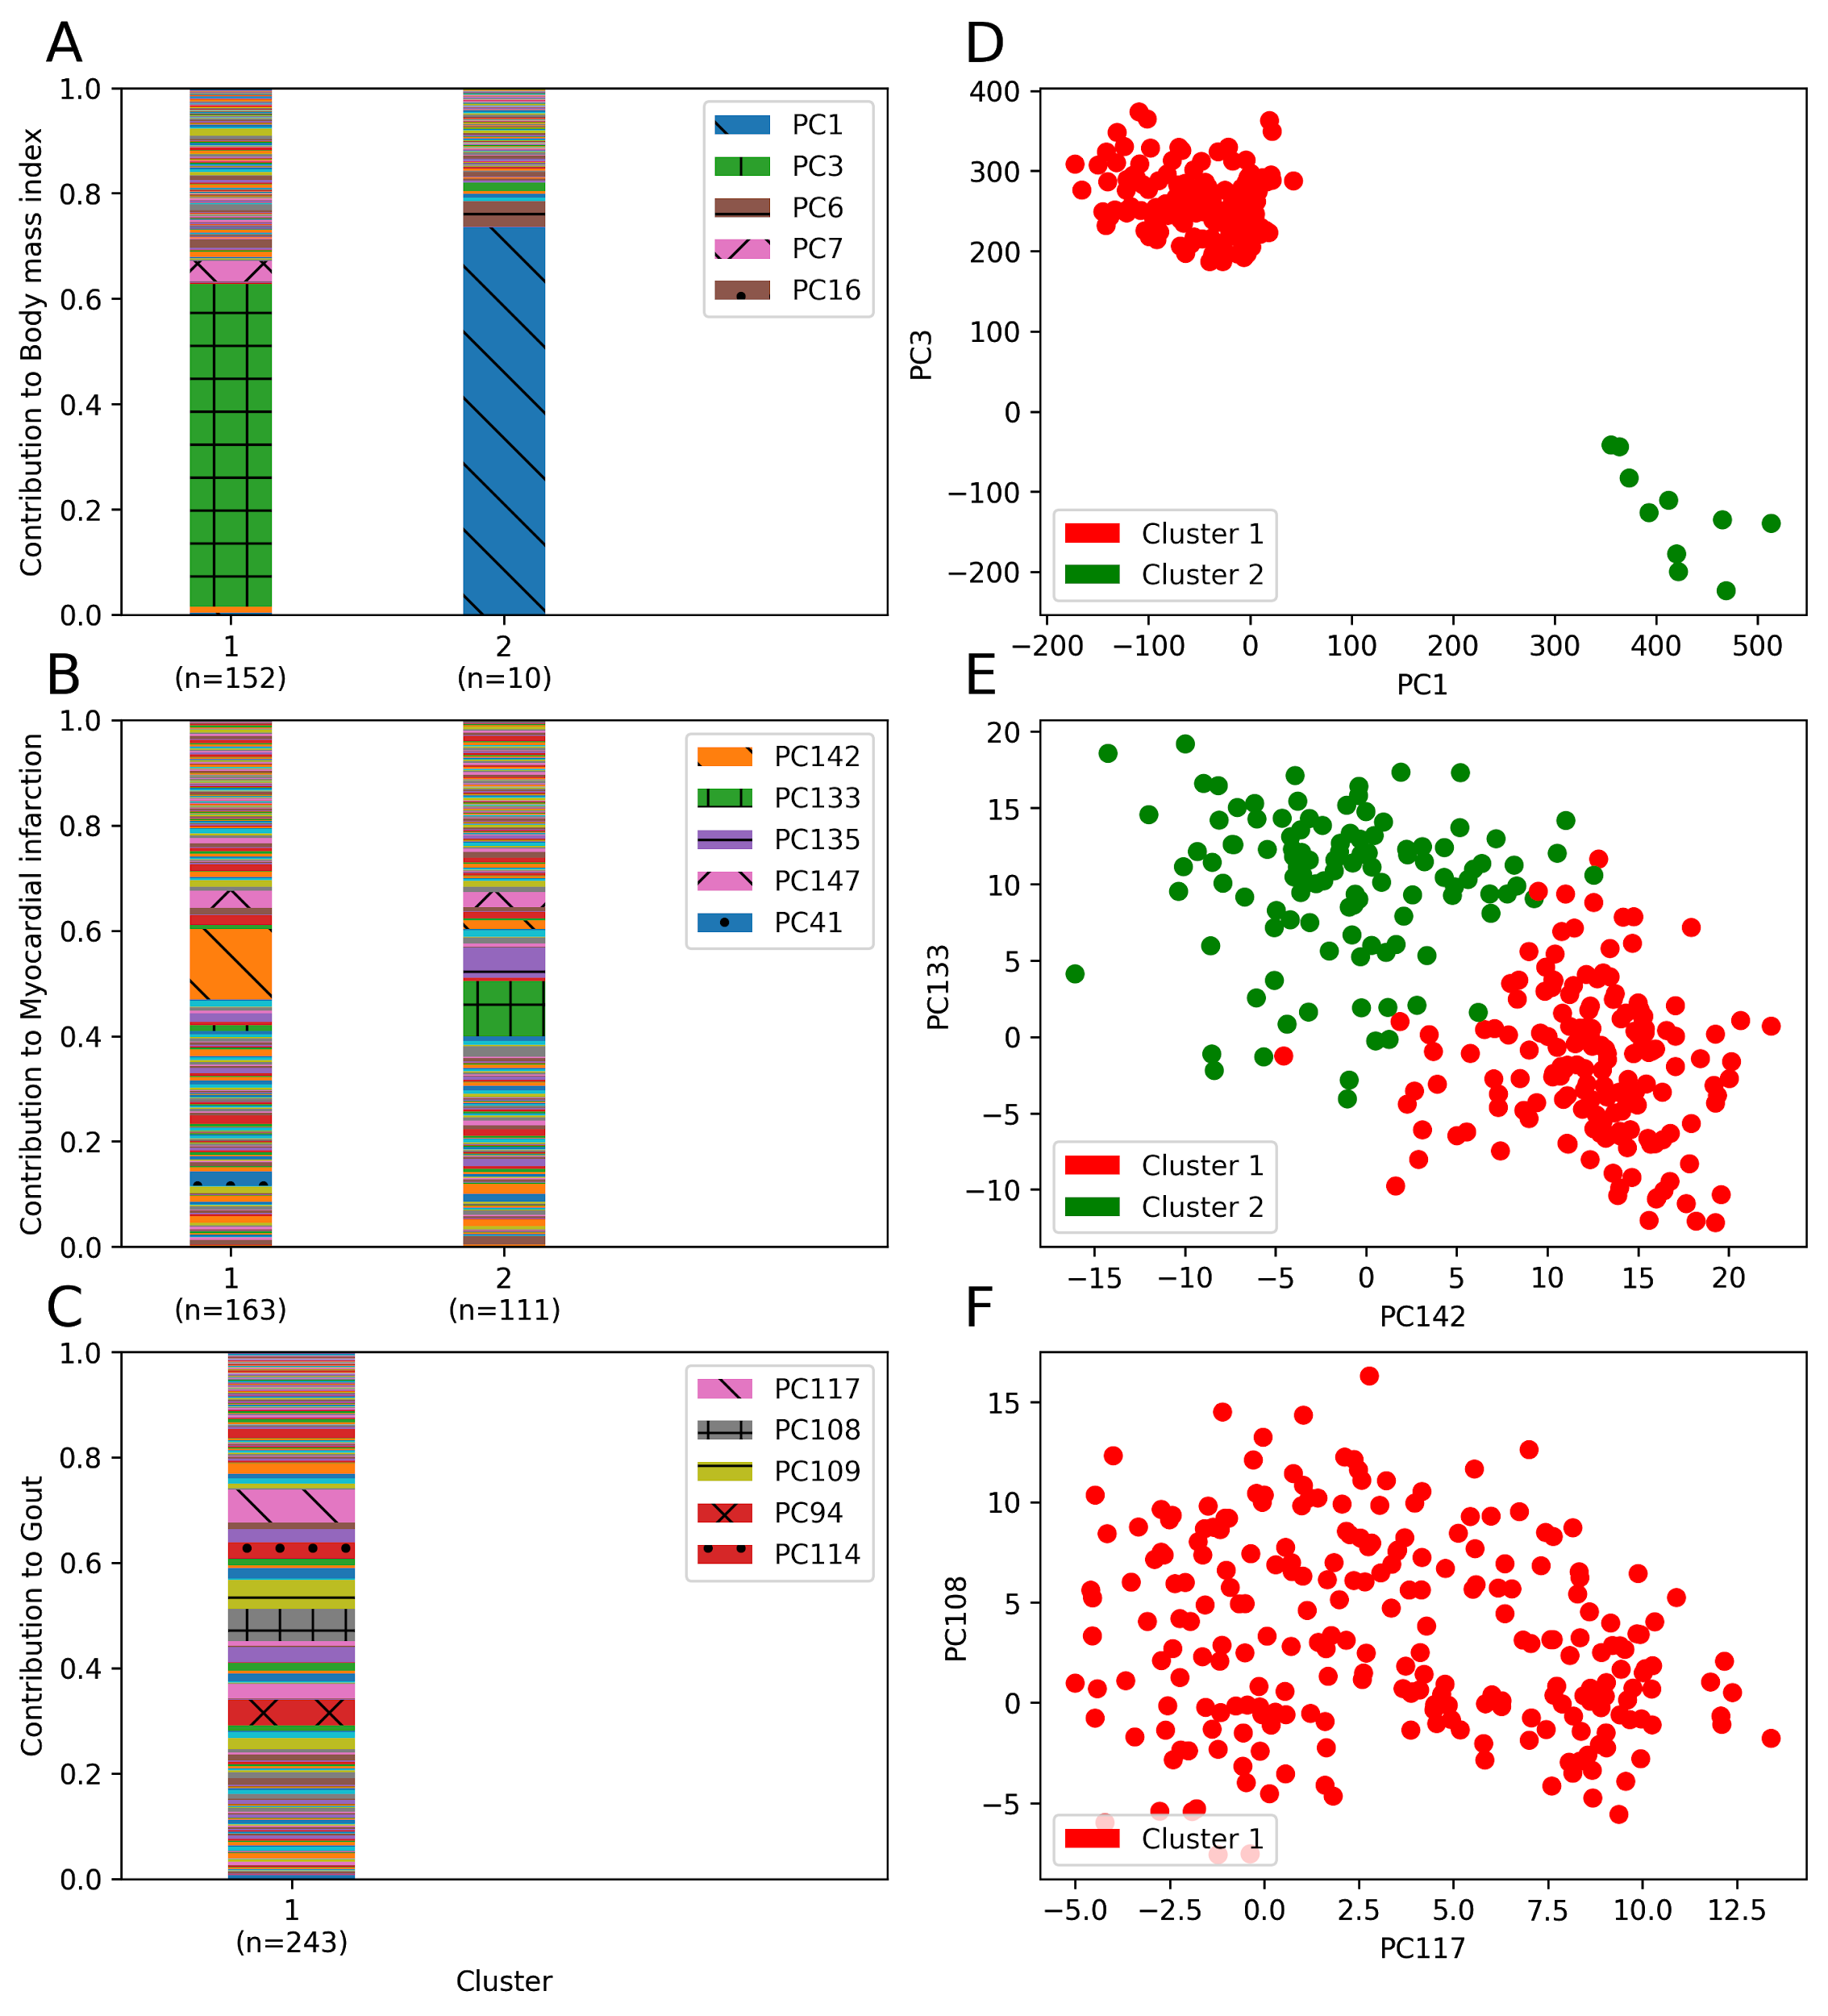 A
Contribution to Body mass index
1.0
0.8
0.6
0.4
0.2
0.0
PC1
PC3
PC6
PC7
PC16
1
(n=152)
2
(n=10)
D
PC3
400
300
200
100
0
−100
−200
Cluster 1
Cluster 2
−200 −100 0 100 200 300 400 500
PC1
B
Contribution to Myocardial infarction
1.0
0.8
0.6
0.4
0.2
0.0
PC142
PC133
PC135
PC147
PC41
1
(n=163)
2
(n=111)
E
PC133
20
15
10
5
0
−5
−10
Cluster 1
Cluster 2
−15 −10 −5 0 5 10 15 20
PC142
C
Contribution to Gout
1.0
0.8
0.6
0.4
0.2
0.0
PC117
PC108
PC109
PC94
PC114
1
(n=243)
Cluster
F
PC108
15
10
5
0
−5
Cluster 1
−5.0 −2.5 0.0 2.5 5.0 7.5 10.0 12.5
PC117